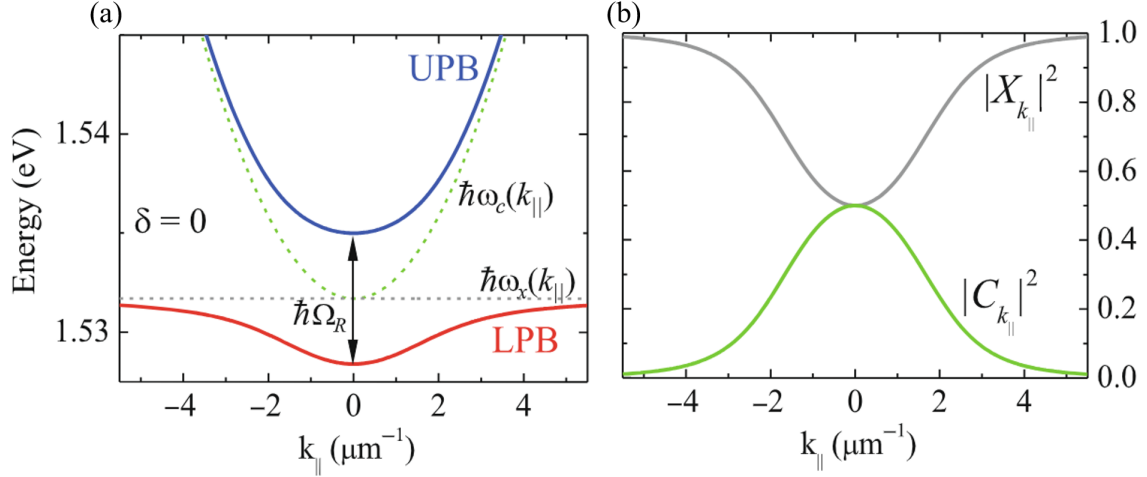 (a)
UPB
1.54
ħω_c(k_||)
δ = 0
Energy (eV)
ħω_x(k_||)
ħΩ_R
1.53
LPB
−4 −2 0 2 4
k_|| (μm⁻¹)
(b)
1.0
|X_k_|||²
0.8
0.6
0.4
|C_k_|||²
0.2
0.0
−4 −2 0 2 4
k_|| (μm⁻¹)